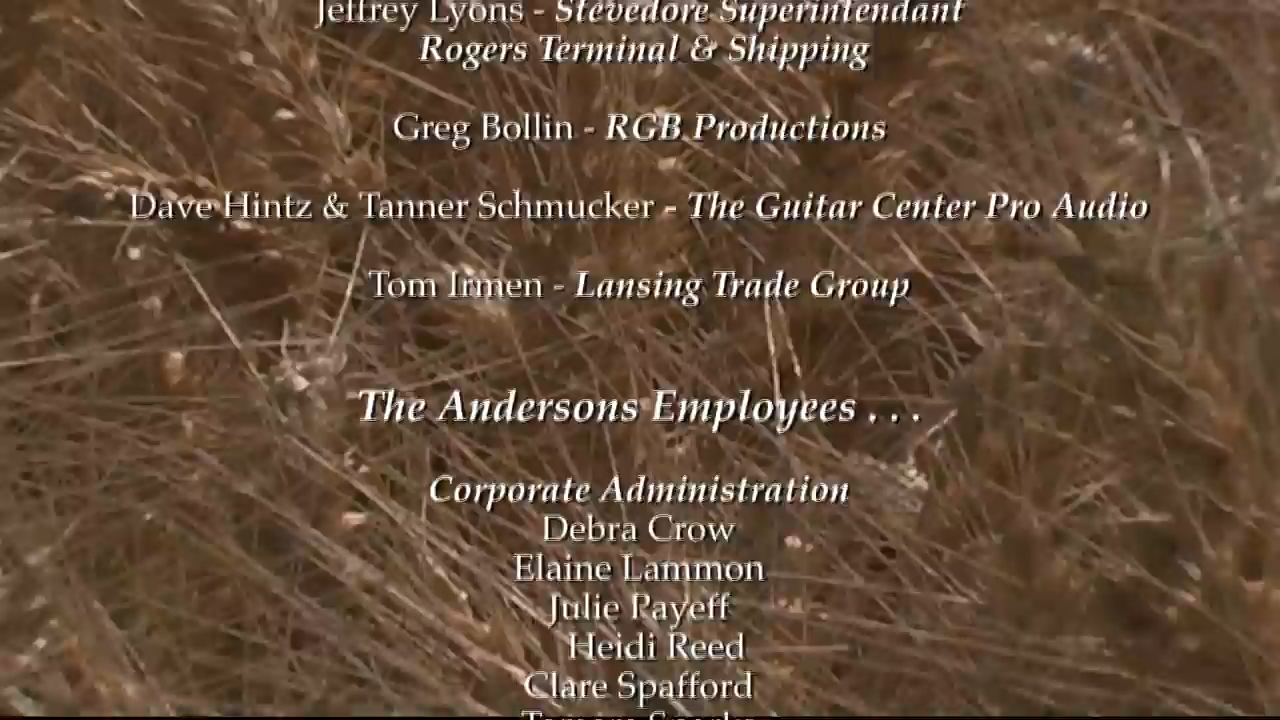 Jeffrey Lyons - Stevedore Superintendant
Rogers Terminal & Shipping
Greg Bollin - RGB Productions
Dave Hintz & Tanner Schmucker - The Guitar Center Pro Audio
Tom Irmen - Lansing Trade Group
The Andersons Employees . . .
Corporate Administration
Debra Crow
Elaine Lammon
Julie Payeff
Heidi Reed
Clare Spafford